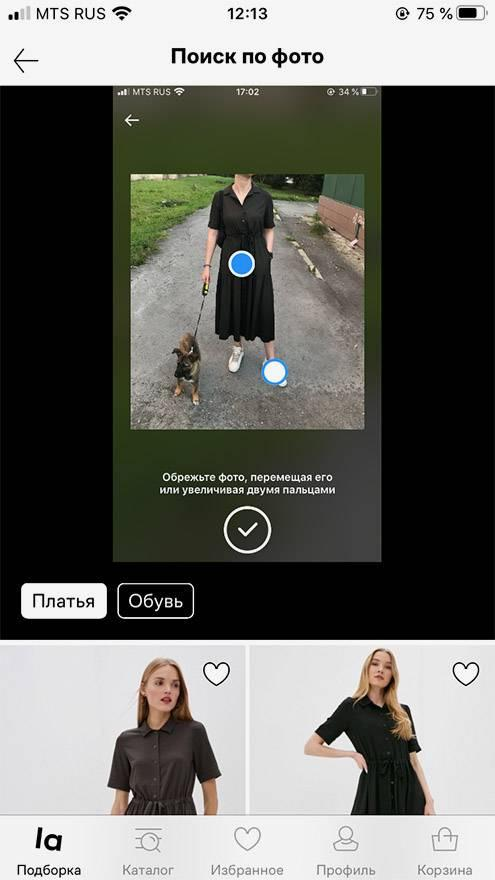 MTS RUS 12:13 75 %
Поиск по фото
MTS RUS 17:02 34 %
Обрежьте фото, перемещая его
или увеличивая двумя пальцами
Платья Обувь
la
Подборка Каталог Избранное Профиль Корзина